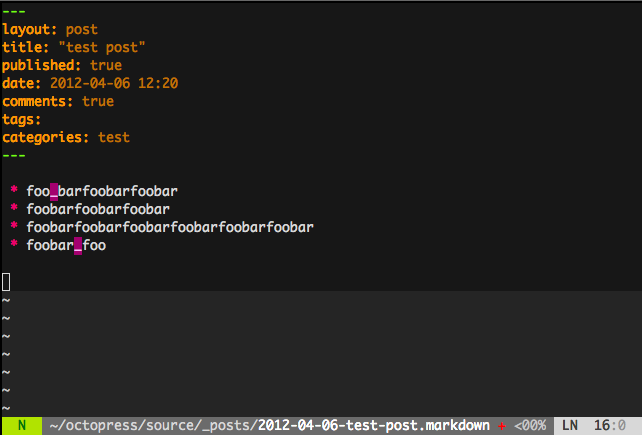 ---
layout: post
title: "test post"
published: true
date: 2012-04-06 12:20
comments: true
tags:
categories: test
---
* foo_barfoobarfoobar
* foobarfoobarfoobar
* foobarfoobarfoobarfoobarfoobarfoobar
* foobar_foo
~
~
~
~
~
~
~
N ~/octopress/source/_posts/2012-04-06-test-post.markdown + <00% LN 16:0